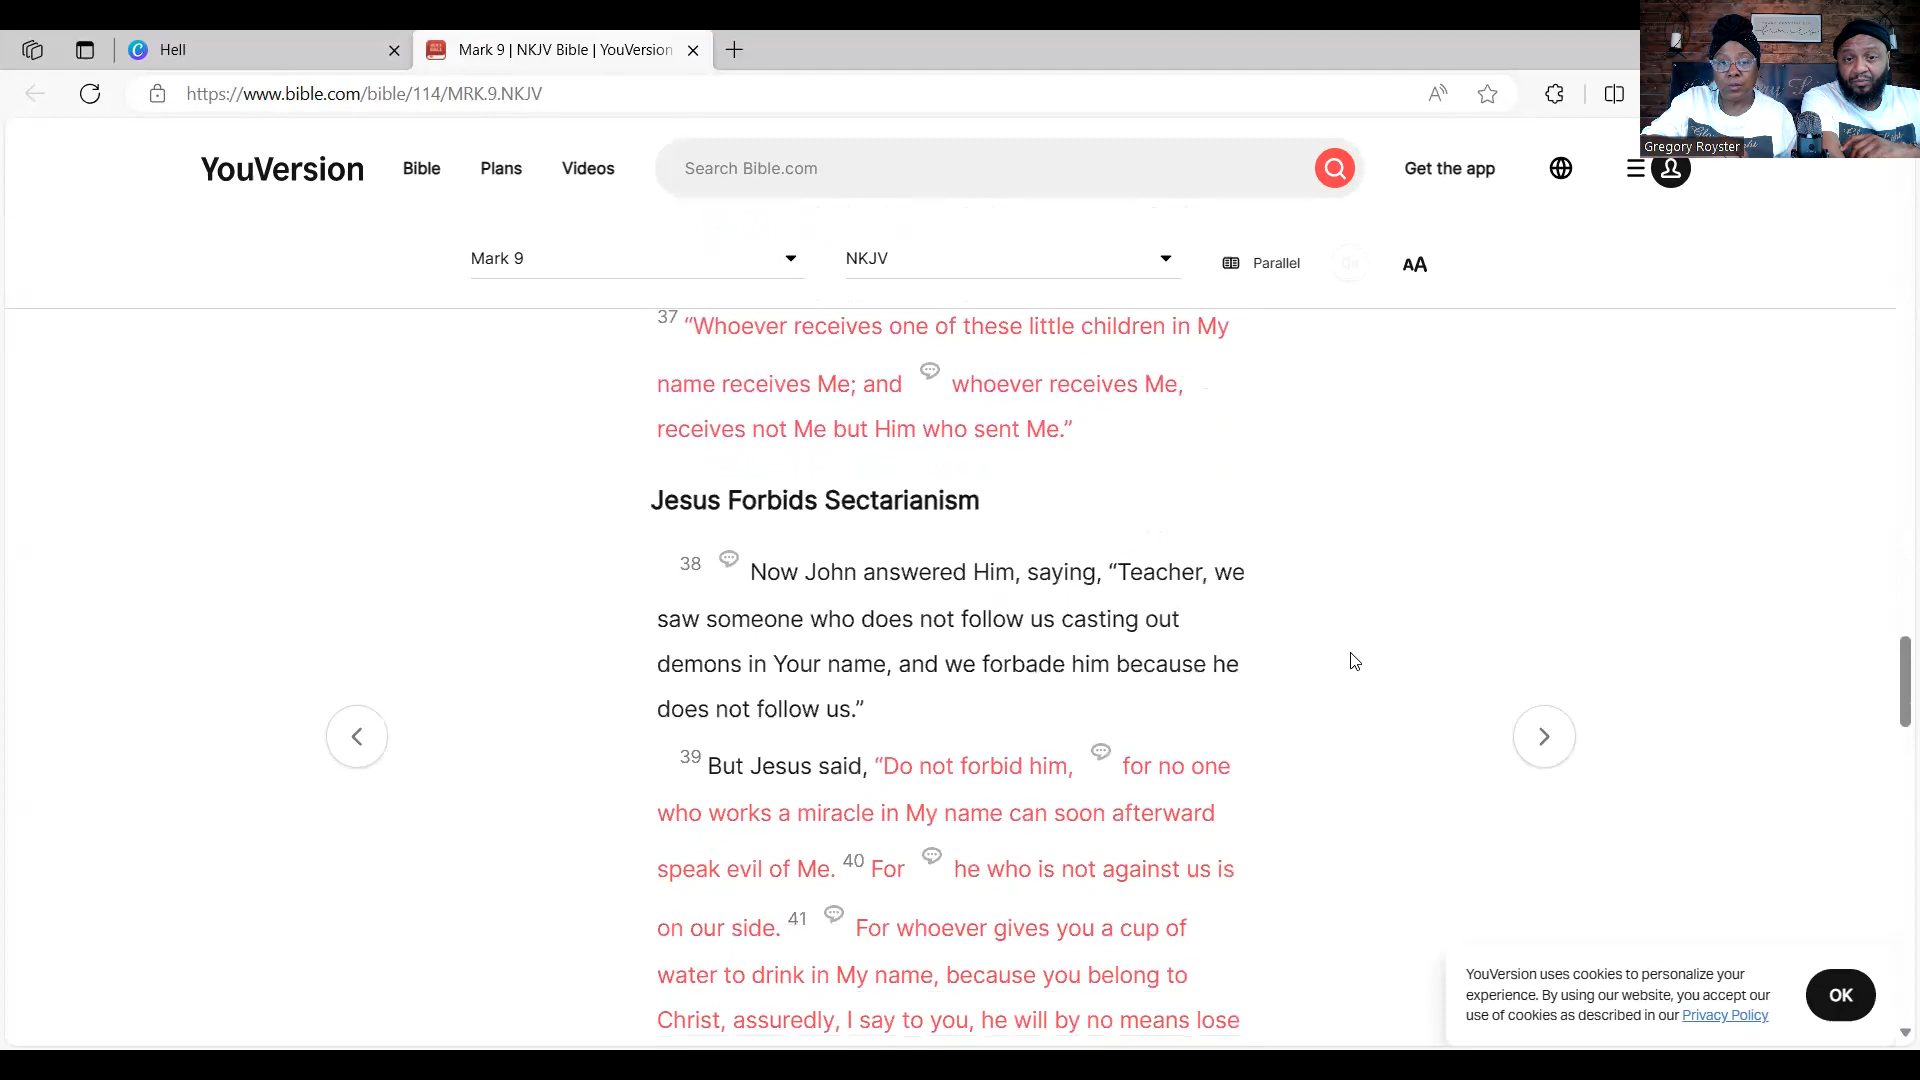 Hell
Mark 9 | NKJV Bible | YouVersion
https://www.bible.com/bible/114/MRK.9.NKJV
Gregory Royster
YouVersion
Bible
Plans
Videos
Search Bible.com
Get the app
Mark 9
NKJV
Parallel
AA
37 “Whoever receives one of these little children in My
name receives Me; and whoever receives Me,
receives not Me but Him who sent Me.”
Jesus Forbids Sectarianism
38 Now John answered Him, saying, “Teacher, we
saw someone who does not follow us casting out
demons in Your name, and we forbade him because he
does not follow us.”
39 But Jesus said, “Do not forbid him, for no one
who works a miracle in My name can soon afterward
speak evil of Me. 40 For he who is not against us is
on our side. 41 For whoever gives you a cup of
water to drink in My name, because you belong to
Christ, assuredly, I say to you, he will by no means lose
YouVersion uses cookies to personalize your
experience. By using our website, you accept our
use of cookies as described in our Privacy Policy
OK